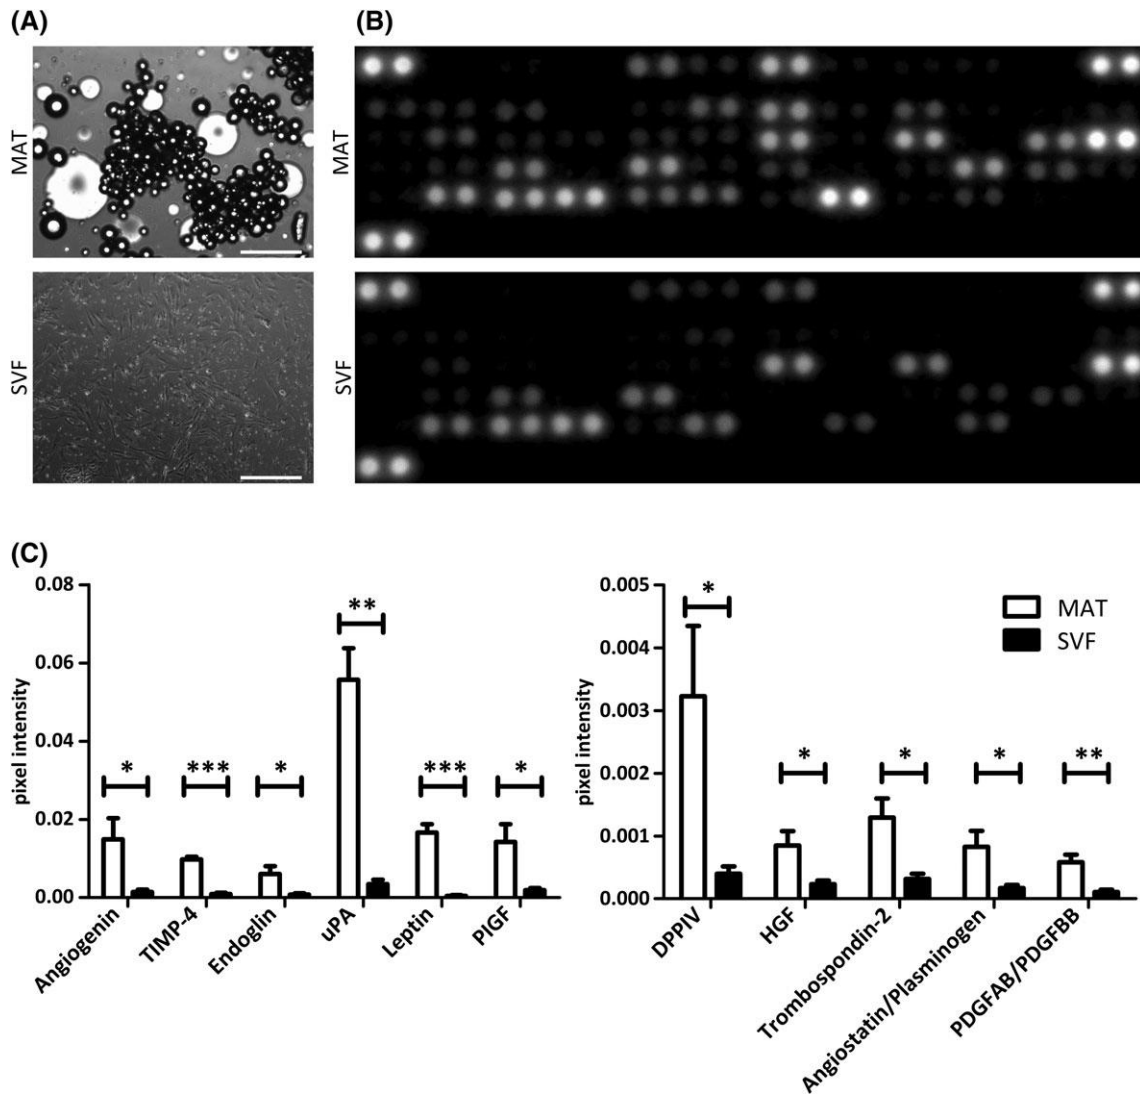 (A)
(B)
MAT
MAT
SVF
SVF
(C)
pixel intensity
0.08
0.06
0.04
0.02
0.00
*
***
*
**
***
*
Angiogenin
TIMP-4
Endoglin
uPA
Leptin
PlGF
pixel intensity
0.005
0.004
0.003
0.002
0.001
0.000
*
*
*
*
**
MAT
SVF
DPPIV
HGF
Trombospondin-2
Angiostatin/Plasminogen
PDGFAB/PDGFBB